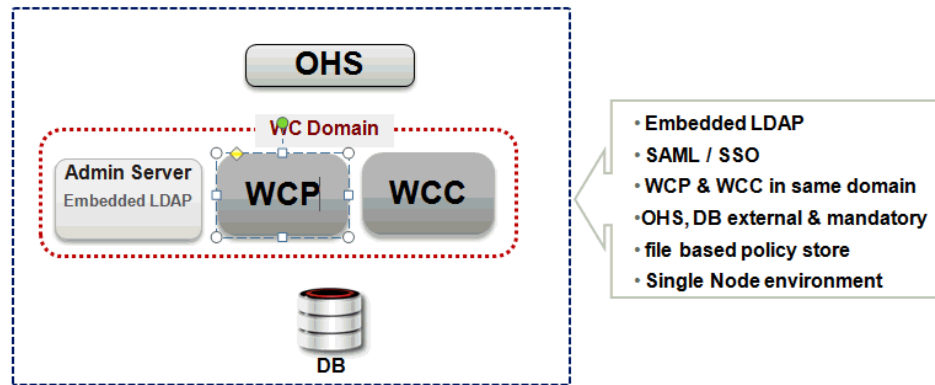 OHS
WC Domain
Admin Server
Embedded LDAP
WCP
WCC
DB
• Embedded LDAP
• SAML / SSO
• WCP & WCC in same domain
• OHS, DB external & mandatory
• file based policy store
• Single Node environment